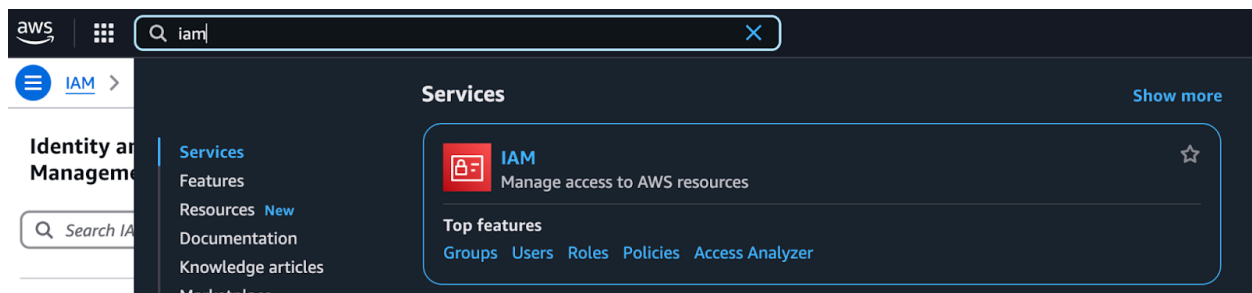 aws
iam
IAM
Identity an
Manageme
Search IA
Services
Features
Resources New
Documentation
Knowledge articles
Services
Show more
IAM
Manage access to AWS resources
Top features
Groups Users Roles Policies Access Analyzer